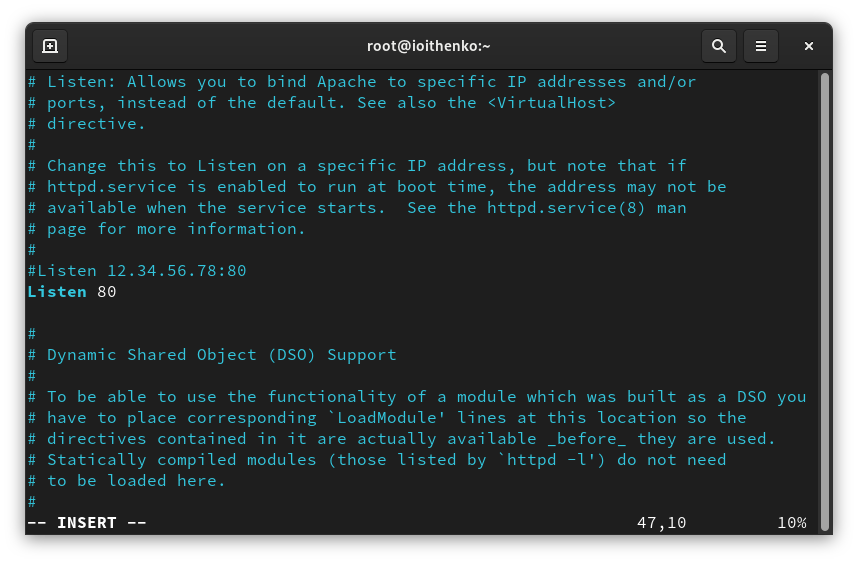 root@ioithenko:~
# Listen: Allows you to bind Apache to specific IP addresses and/or
# ports, instead of the default. See also the <VirtualHost>
# directive.
#
# Change this to Listen on a specific IP address, but note that if
# httpd.service is enabled to run at boot time, the address may not be
# available when the service starts.  See the httpd.service(8) man
# page for more information.
#
#Listen 12.34.56.78:80
Listen 80
#
# Dynamic Shared Object (DSO) Support
#
# To be able to use the functionality of a module which was built as a DSO you
# have to place corresponding `LoadModule' lines at this location so the
# directives contained in it are actually available _before_ they are used.
# Statically compiled modules (those listed by `httpd -l') do not need
# to be loaded here.
#
-- INSERT -- 47,10 10%